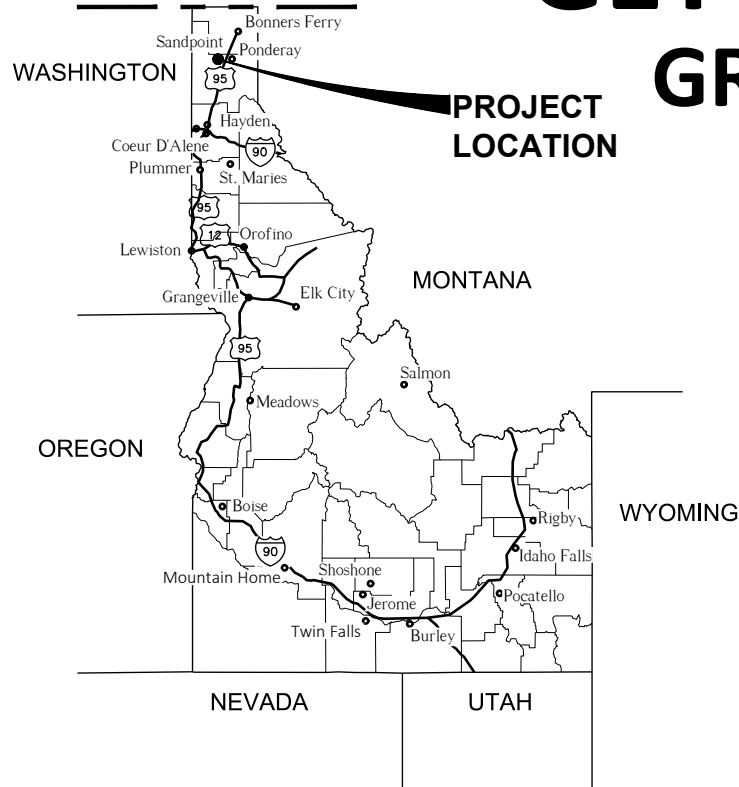 GR
Bonners Ferry
Sandpoint
Ponderay
WASHINGTON
95
PROJECT
LOCATION
Hayden
Coeur D'Alene
90
Plummer
St. Maries
95
12
Orofino
Lewiston
MONTANA
Grangeville
Elk City
95
Salmon
Meadows
OREGON
Boise
WYOMING
Rigby
90
Idaho Falls
Mountain Home
Shoshone
Jerome
Pocatello
Twin Falls
Burley
NEVADA
UTAH